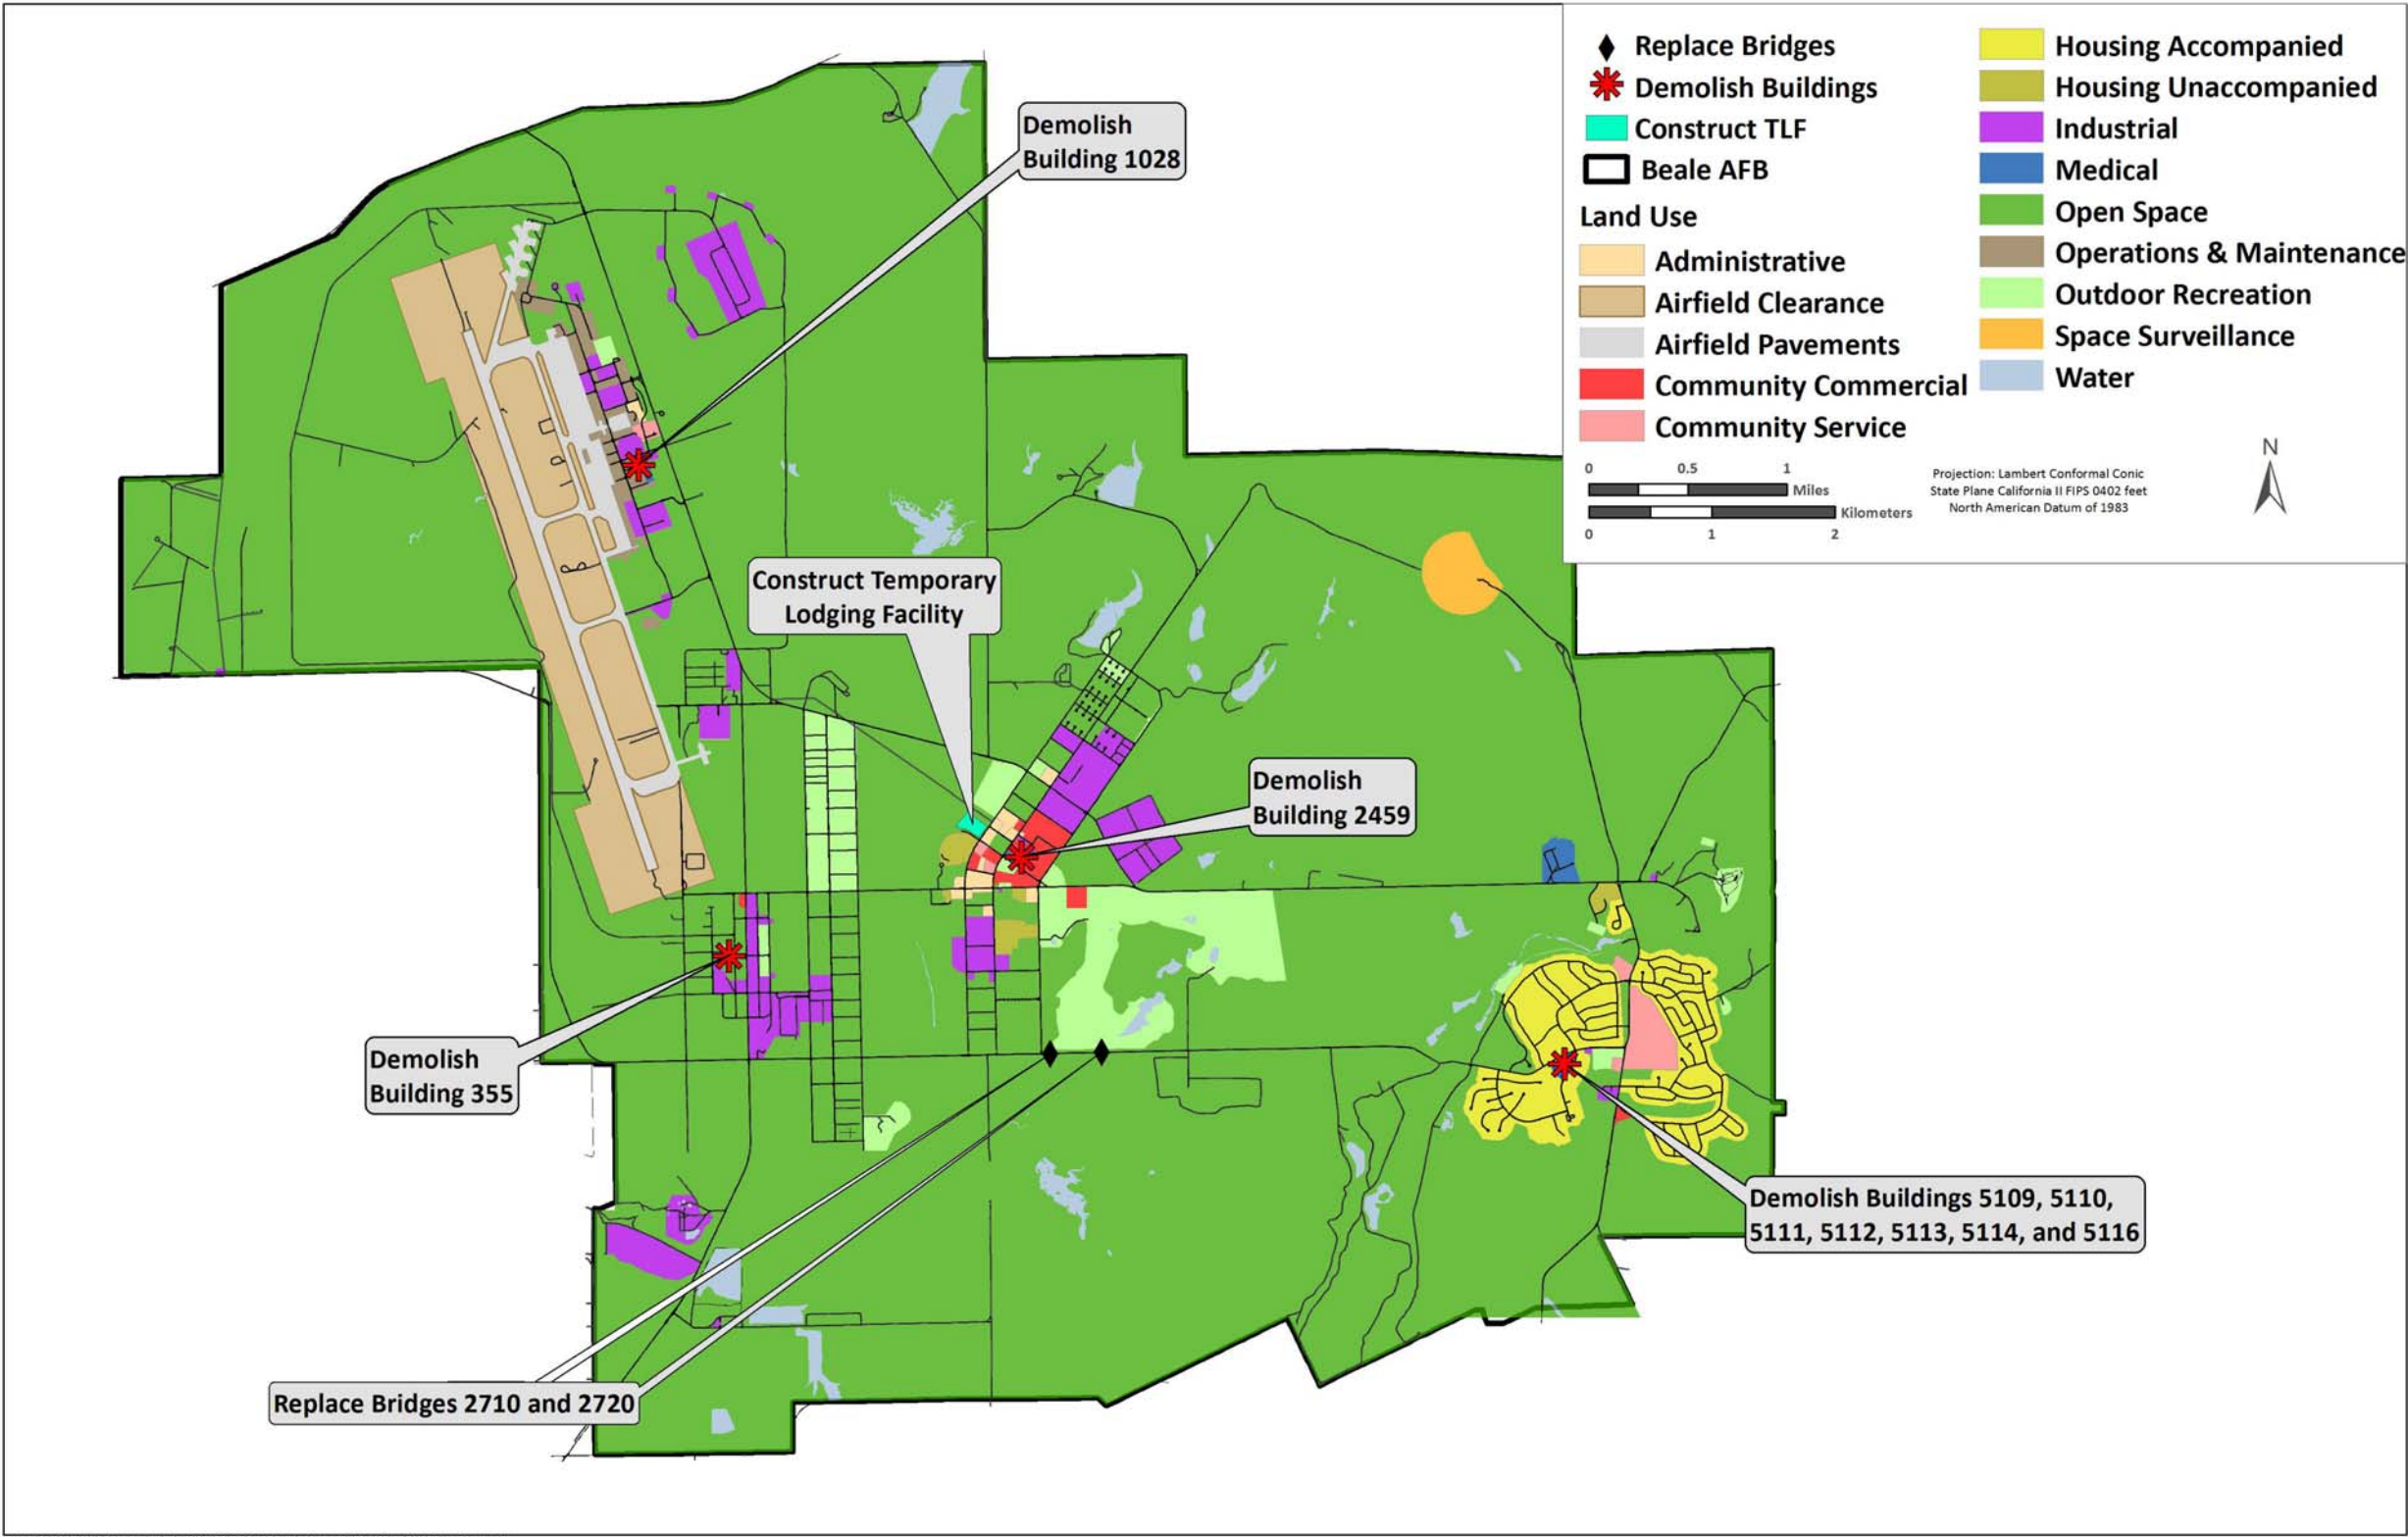 Demolish
Building 1028
Construct Temporary
Lodging Facility
Demolish
Building 2459
Demolish
Building 355
Demolish Buildings 5109, 5110,
5111, 5112, 5113, 5114, and 5116
Replace Bridges 2710 and 2720
Replace Bridges
Demolish Buildings
Construct TLF
Beale AFB
Land Use
Administrative
Airfield Clearance
Airfield Pavements
Community Commercial
Community Service
Housing Accompanied
Housing Unaccompanied
Industrial
Medical
Open Space
Operations & Maintenance
Outdoor Recreation
Space Surveillance
Water
0 0.5 1
Miles
Kilometers
0 1 2
Projection: Lambert Conformal Conic
State Plane California II FIPS 0402 feet
North American Datum of 1983
N